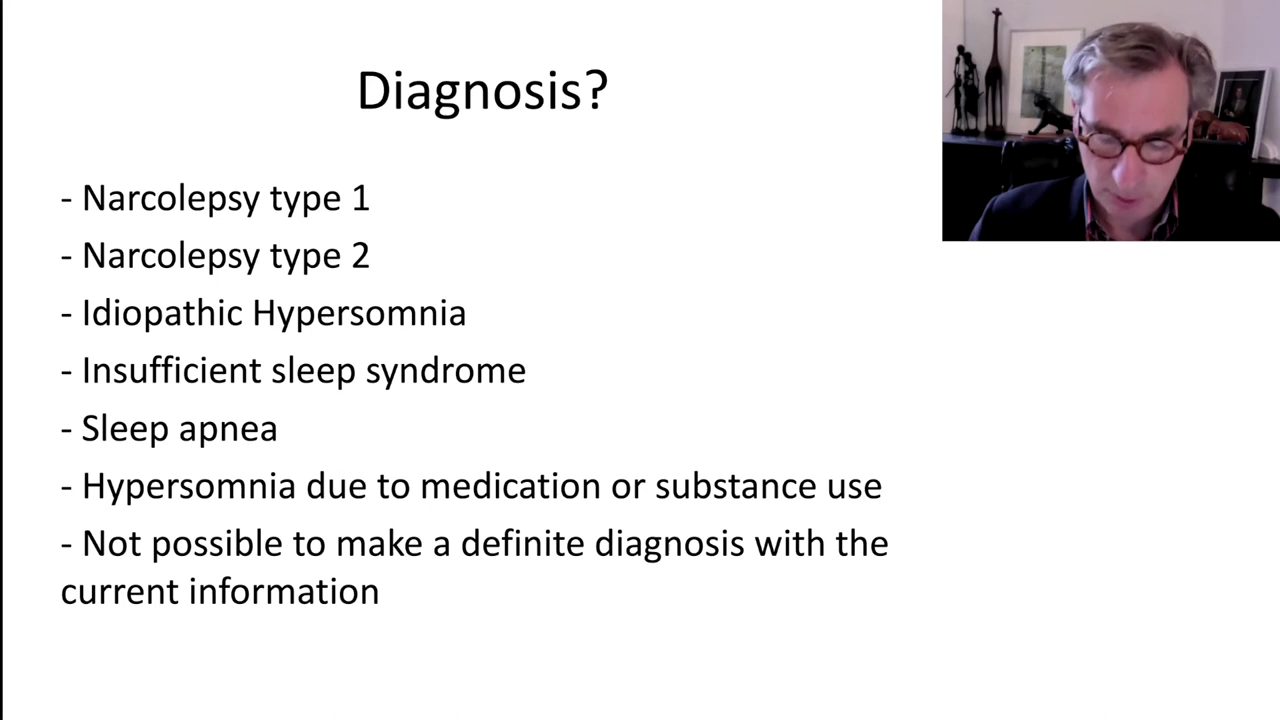 Diagnosis?
- Narcolepsy type 1
- Narcolepsy type 2
- Idiopathic Hypersomnia
- Insufficient sleep syndrome
- Sleep apnea
- Hypersomnia due to medication or substance use
- Not possible to make a definite diagnosis with the
current information